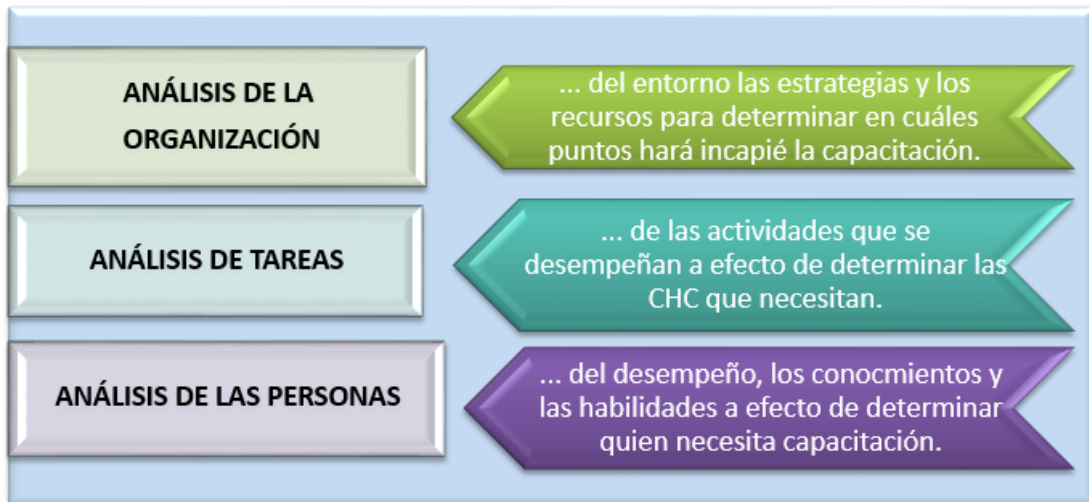 ANÁLISIS DE LA
ORGANIZACIÓN
... del entorno las estrategias y los
recursos para determinar en cuáles
puntos hará incapié la capacitación.
ANÁLISIS DE TAREAS
... de las actividades que se
desempeñan a efecto de determinar las
CHC que necesitan.
ANÁLISIS DE LAS PERSONAS
... del desempeño, los conocmientos y
las habilidades a efecto de determinar
quien necesita capacitación.